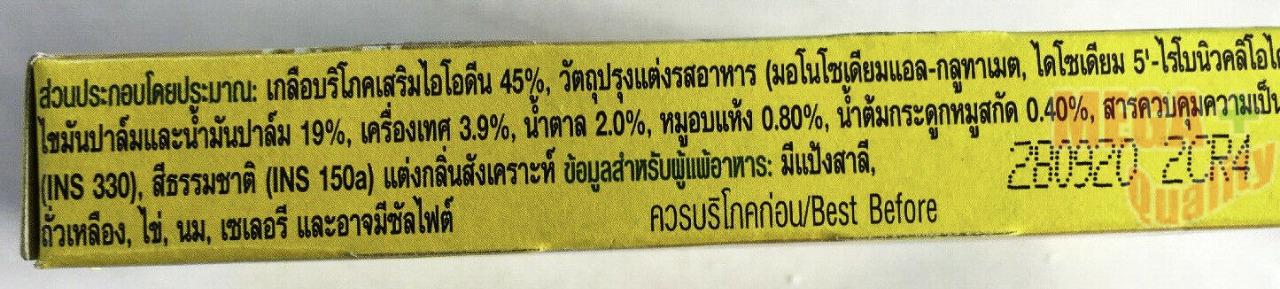 ส่วนประกอบโดยประมาณ: เกลือบริโภคเสริมไอโอดีน 45%, วัตถุปรุงแต่งรสอาหาร (มอโนโซเดียมแอล-กลูทาเมต, ไดโซเดียม 5'-ไรโบนิวคลีโอไ
ไขมันปาล์มและน้ำมันปาล์ม 19%, เครื่องเทศ 3.9%, น้ำตาล 2.0%, หมูอบแห้ง 0.80%, น้ำต้มกระดูกหมูสกัด 0.40%, สารควบคุมความเป็น
(INS 330), สีธรรมชาติ (INS 150a) แต่งกลิ่นสังเคราะห์ ข้อมูลสำหรับผู้แพ้อาหาร: มีแป้งสาลี,
ถั่วเหลือง, ไข่, นม, เซเลอรี และอาจมีซัลไฟต์
ควรบริโภคก่อน/Best Before
280920 2CR4
MEGA
Quality